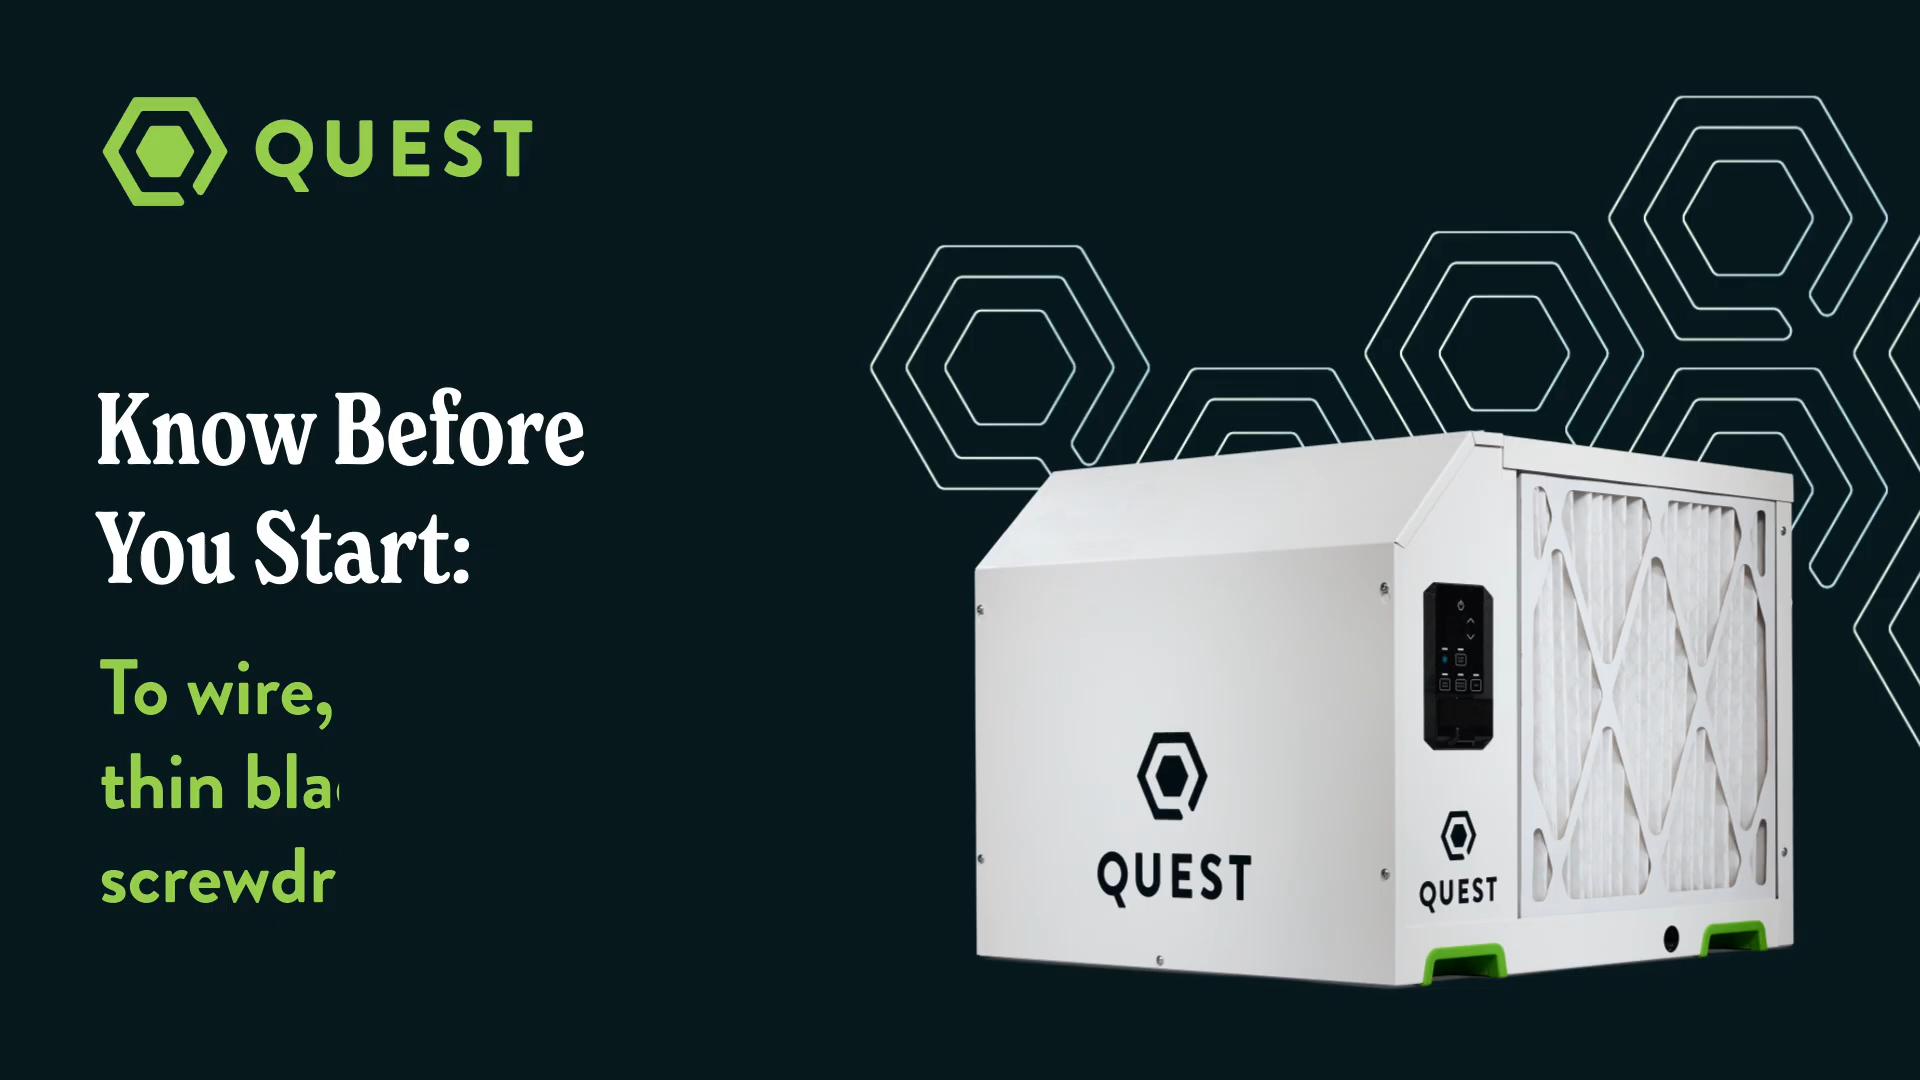 QUEST
Know Before
You Start:
To wire,
thin bla
screwdr
QUEST
QUEST